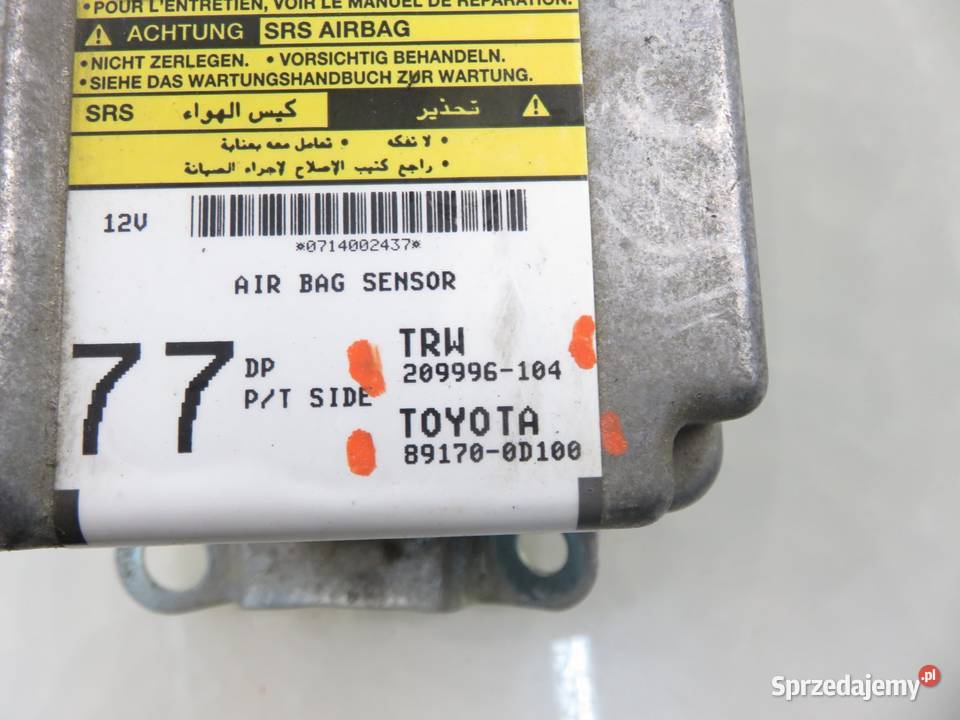 • POUR L'ENTRETIEN, VOIR LE MANUEL DE RÉPARATION.
ACHTUNG SRS AIRBAG
• NICHT ZERLEGEN. • VORSICHTIG BEHANDELN.
• SIEHE DAS WARTUNGSHANDBUCH ZUR WARTUNG.
SRS كيس الهواء تحذير
• لا تفكه • تعامل معه بعناية
• راجع كتيب الإصلاح لإجراء الصيانة
12V
*0714002437*
AIR BAG SENSOR
77 DP
P/T SIDE
TRW
209996-104
TOYOTA
89170-0D100
Sprzedajemy.pl